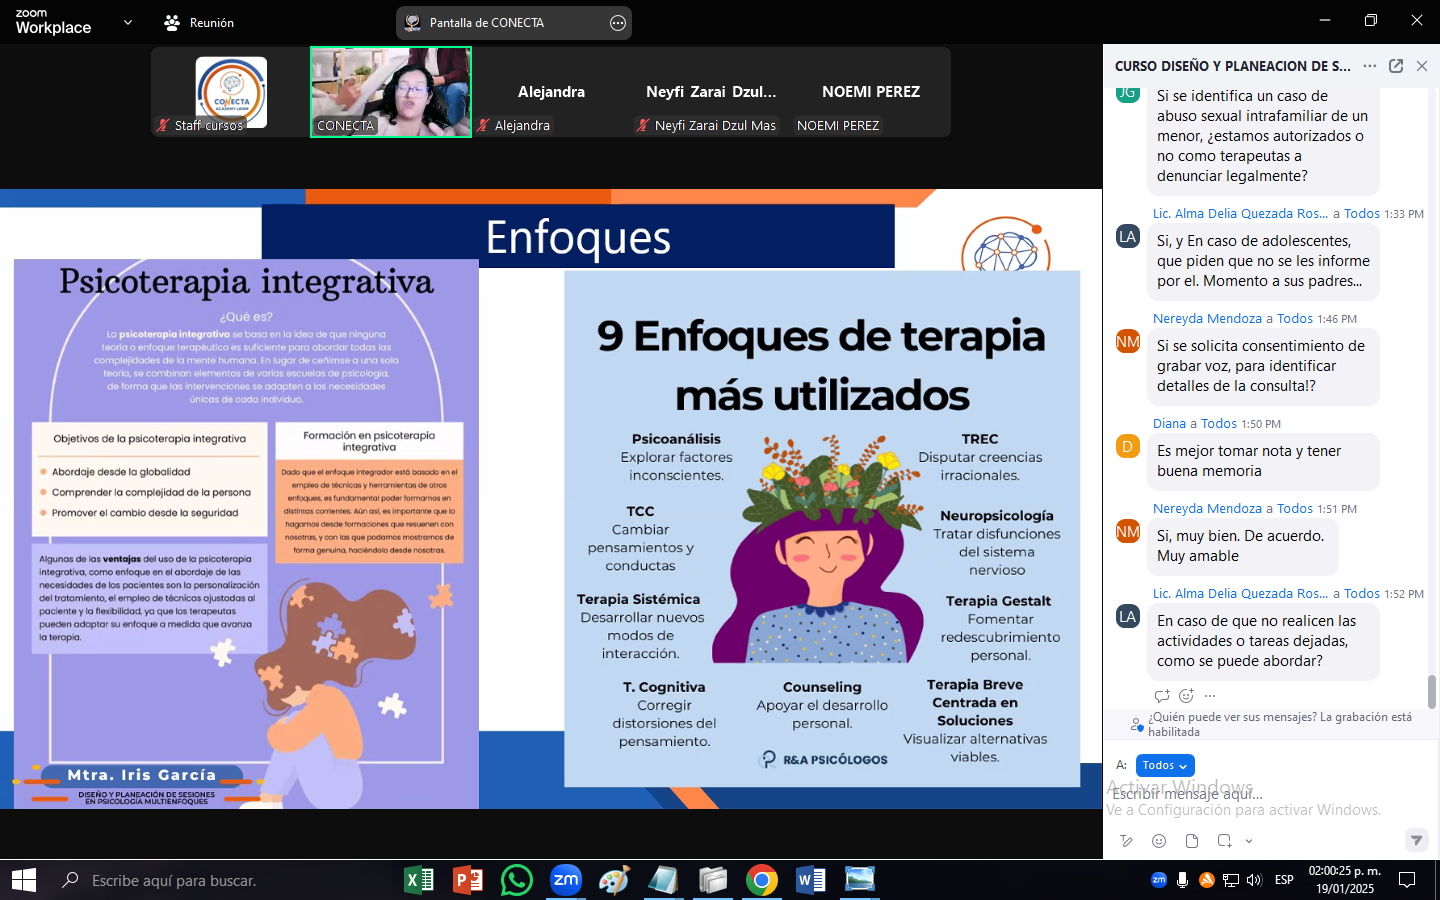 zoom
Workplace
Reunión
Pantalla de CONECTA
CONECTA
ACADEMY LATAM
Staff cursos
CONECTA
Alejandra
Alejandra
Neyfi Zarai Dzul...
Neyfi Zarai Dzul Mas
NOEMI PEREZ
NOEMI PEREZ
Enfoques
Psicoterapia integrativa
¿Qué es?
La psicoterapia integrativa se basa en la idea de que ninguna
teoría o enfoque terapéutico es suficiente para abordar todas las
complejidades de la mente humana. En lugar de ceñirnse a una sola
teoría, se combinan elementos de varias escuelas de psicología,
de forma que las intervenciones se adapten a las necesidades
únicas de cada individuo.
Objetivos de la psicoterapia integrativa
Abordaje desde la globalidad
Comprender la complejidad de la persona
Promover el cambio desde la seguridad
Formación en psicoterapia
integrativa
Dado que el enfoque integrador está basado en el
empleo de técnicas y herramientas de otros
enfoques, es fundamental poder formarnos en
distintas corrientes. Aún así, es importante que lo
hagamos desde formaciones que resuenen con
nosotras, y con las que podamos mostrarnos de
forma genuina, haciéndolo desde nosotras.
Algunas de las ventajas del uso de la psicoterapia
integrativa, como enfoque en el abordaje de las
necesidades de los pacientes son la personalización
del tratamiento, el empleo de técnicas ajustadas al
paciente y la flexibilidad, ya que los terapeutas
pueden adaptar su enfoque a medida que avanza
la terapia.
Mtra. Iris García
DISEÑO Y PLANEACIÓN DE SESIONES
EN PSICOLOGÍA MULTIENFOQUES
9 Enfoques de terapia
más utilizados
Psicoanálisis
Explorar factores
inconscientes.
TCC
Cambiar
pensamientos y
conductas
Terapia Sistémica
Desarrollar nuevos
modos de
interacción.
T. Cognitiva
Corregir
distorsiones del
pensamiento.
Counseling
Apoyar el desarrollo
personal.
TREC
Disputar creencias
irracionales.
Neuropsicología
Tratar disfunciones
del sistema
nervioso
Terapia Gestalt
Fomentar
redescubrimiento
personal.
Terapia Breve
Centrada en
Soluciones
Visualizar alternativas
viables.
R&A PSICÓLOGOS
CURSO DISEÑO Y PLANEACION DE S...
JG
Si se identifica un caso de
abuso sexual intrafamiliar de un
menor, ¿estamos autorizados o
no como terapeutas a
denunciar legalmente?
Lic. Alma Delia Quezada Ros... a Todos 1:33 PM
LA
Si, y En caso de adolescentes,
que piden que no se les informe
por el. Momento a sus padres...
Nereyda Mendoza a Todos 1:46 PM
NM
Si se solicita consentimiento de
grabar voz, para identificar
detalles de la consulta!?
Diana a Todos 1:50 PM
D
Es mejor tomar nota y tener
buena memoria
Nereyda Mendoza a Todos 1:51 PM
NM
Si, muy bien. De acuerdo.
Muy amable
Lic. Alma Delia Quezada Ros... a Todos 1:52 PM
LA
En caso de que no realicen las
actividades o tareas dejadas,
como se puede abordar?
¿Quién puede ver sus mensajes? La grabación está
habilitada
A: Todos
Escribir mensaje aquí...
Activar Windows
Ve a Configuración para activar Windows.
Escribe aquí para buscar.
zm
zm
ESP
02:00:25 p. m.
19/01/2025